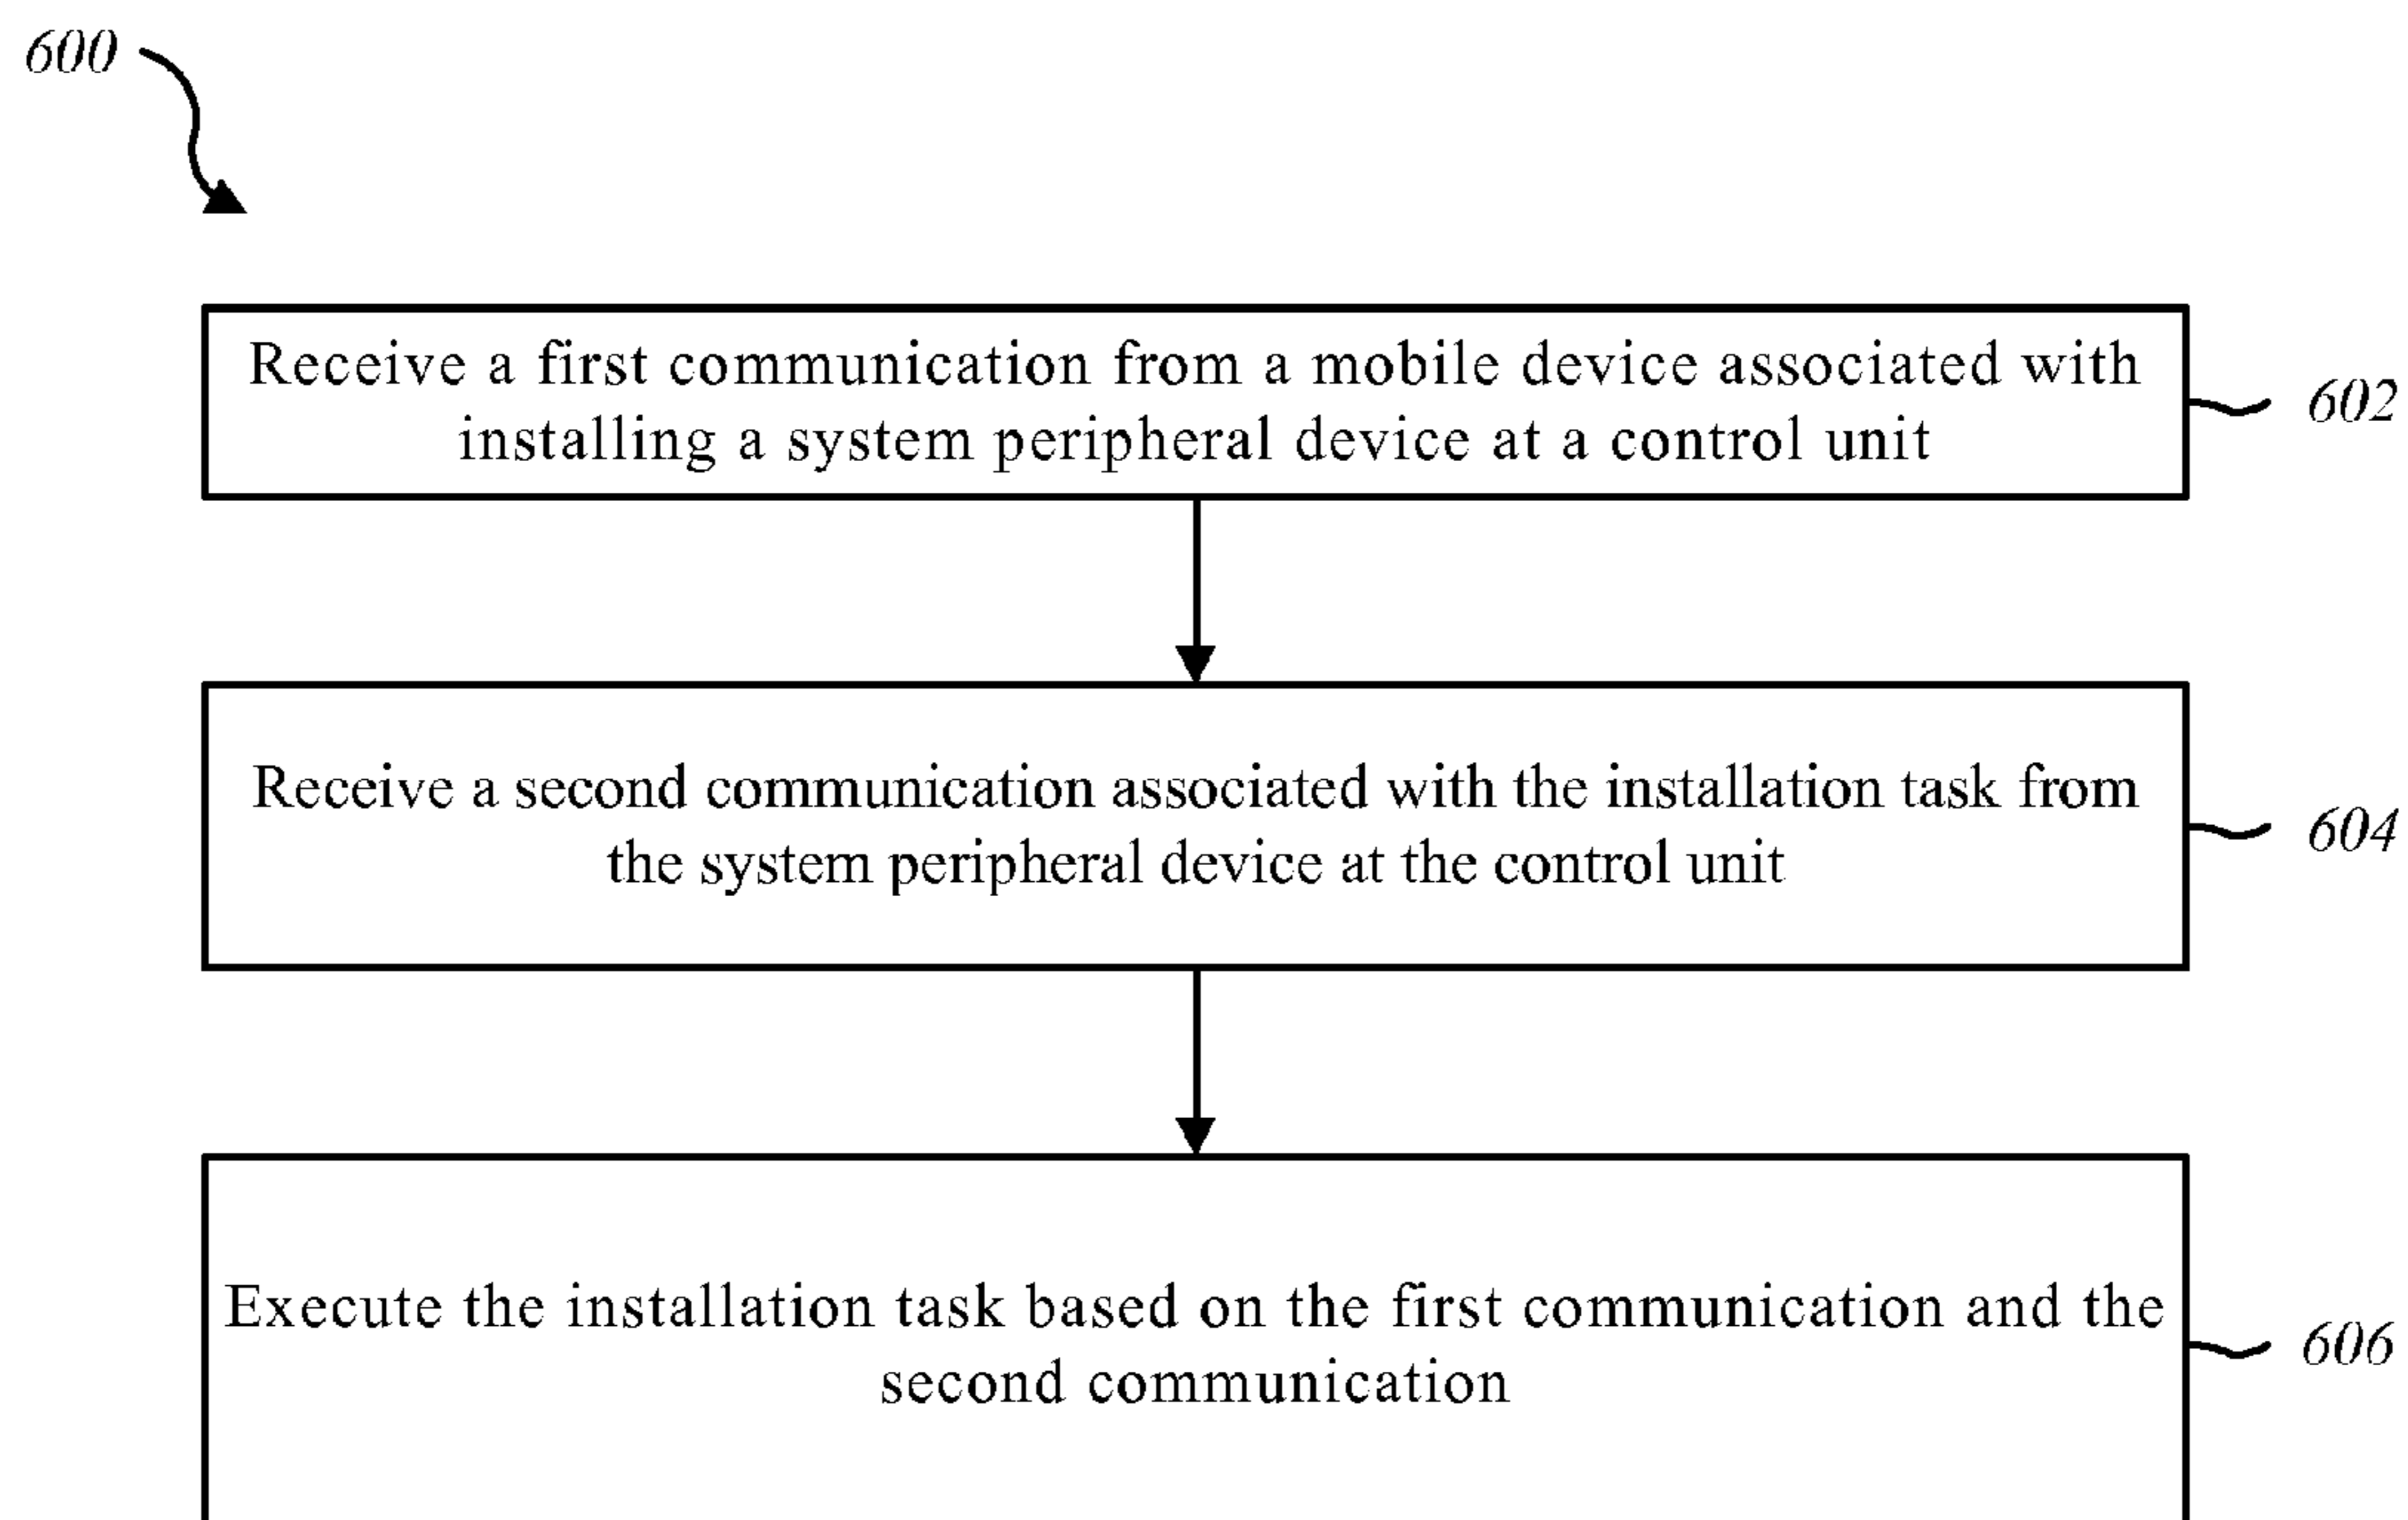 600
Receive a first communication from a mobile device associated with
installing a system peripheral device at a control unit
602
Receive a second communication associated with the installation task from
the system peripheral device at the control unit
604
Execute the installation task based on the first communication and the
second communication
606